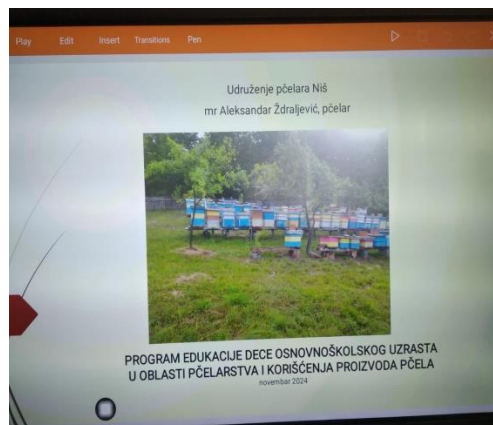 Play Edit Insert Transitions Pen
Udruženje pčelara Niš
mr Aleksandar Ždraljević, pčelar
PROGRAM EDUKACIJE DECE OSNOVNOŠKOLSKOG UZRASTA
U OBLASTI PČELARSTVA I KORIŠĆENJA PROIZVODA PČELA
novembar 2024